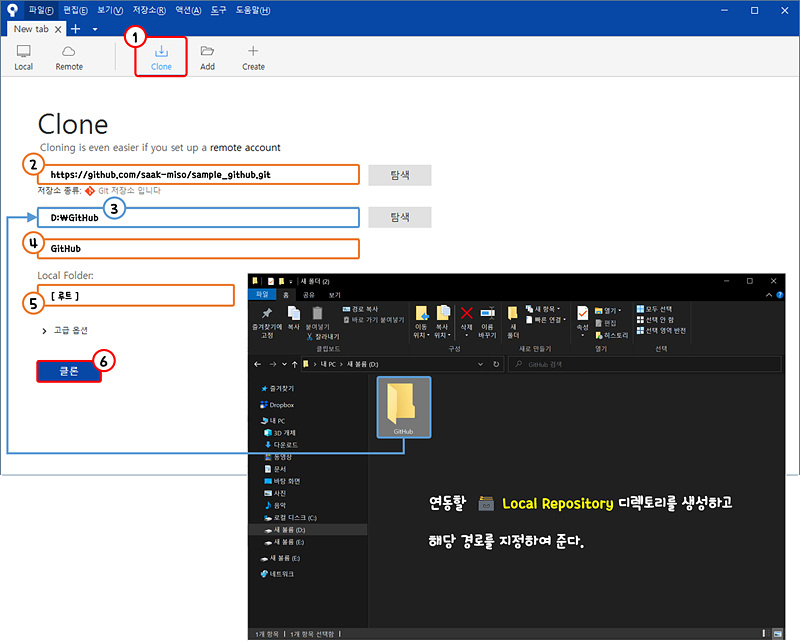 파일(F) 편집(E) 보기(V) 저장소(R) 액션(A) 도구 도움말(H)
New tab
1
Local Remote Clone Add Create
Clone
Cloning is even easier if you set up a remote account
2
https://github.com/saak-miso/sample_github.git 탐색
저장소 종류: Git 저장소 입니다
3
D:\GitHub 탐색
4
GitHub
Local Folder:
5
[ 루트 ]
고급 옵션
6
클론
새 폴더 (2)
파일 홈 공유 보기
즐겨찾기에 고정
복사
붙여넣기
경로 복사
바로 가기 붙여넣기
잘라내기
이동 위치
복사 위치
삭제
이름 바꾸기
새 폴더
새 항목
빠른 연결
속성
열기
편집
히스토리
모두 선택
선택 안 함
선택 영역 반전
클립보드 구성 새로 만들기 열기 선택
내 PC > 새 볼륨 (D:)
GitHub 검색
즐겨찾기
Dropbox
내 PC
3D 개체
다운로드
동영상
문서
바탕 화면
사진
음악
로컬 디스크 (C:)
새 볼륨 (D:)
새 볼륨 (E:)
새 볼륨 (E:)
네트워크
GitHub
연동할 Local Repository 디렉토리를 생성하고
해당 경로를 지정하여 준다.
1개 항목 1개 항목 선택함